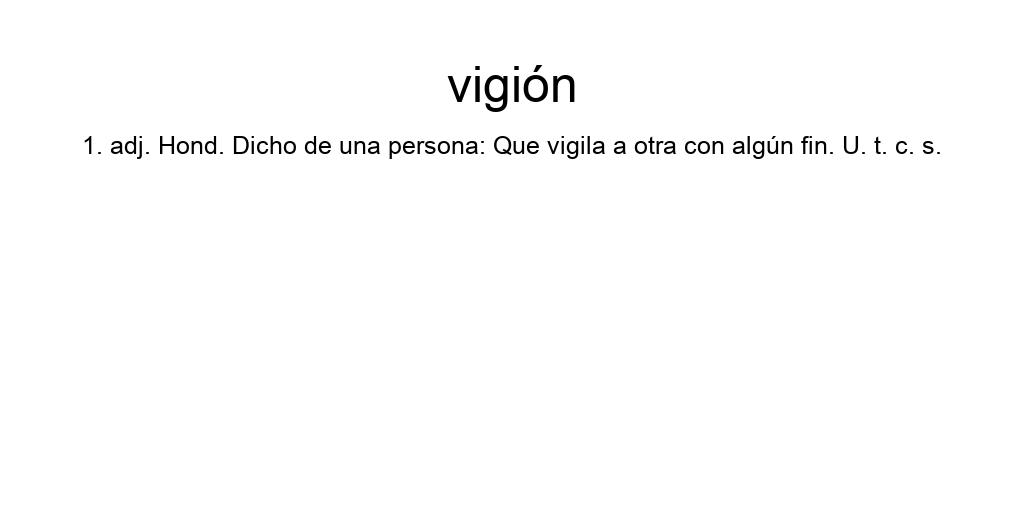 vigión
1. adj. Hond. Dicho de una persona: Que vigila a otra con algún fin. U. t. c. s.